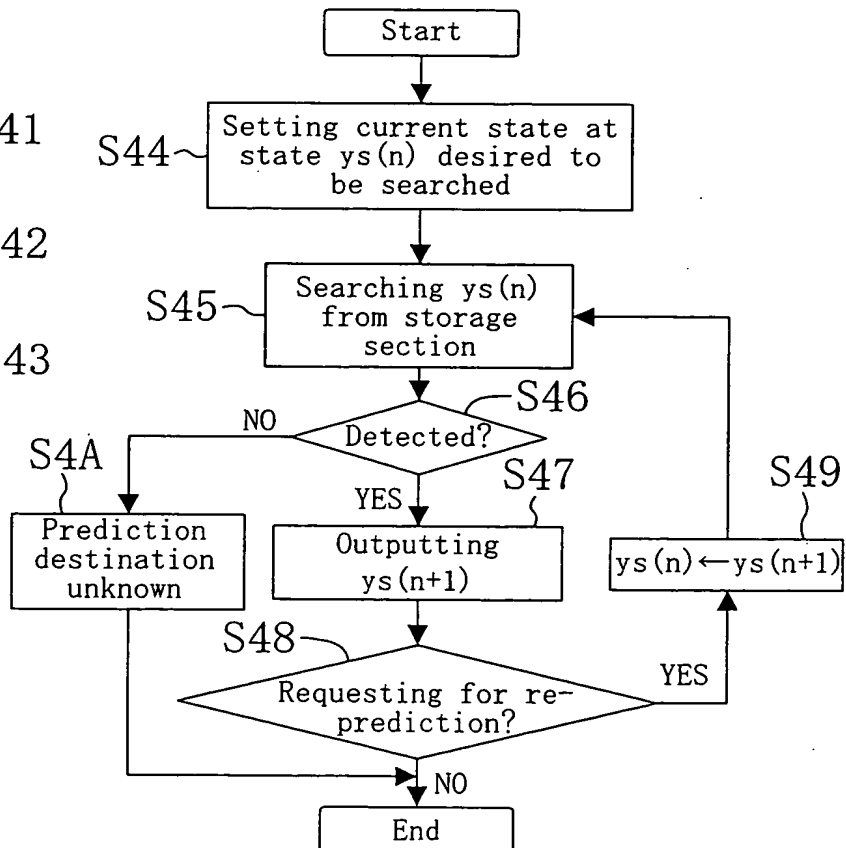 Start
41
S44
Setting current state at
state ys(n) desired to
be searched
42
S45
Searching ys(n)
from storage
section
43
S46
NO
Detected?
S4A
S47
S49
YES
Prediction
destination
unknown
Outputting
ys(n+1)
ys(n)←ys(n+1)
S48
YES
Requesting for re-
prediction?
NO
End